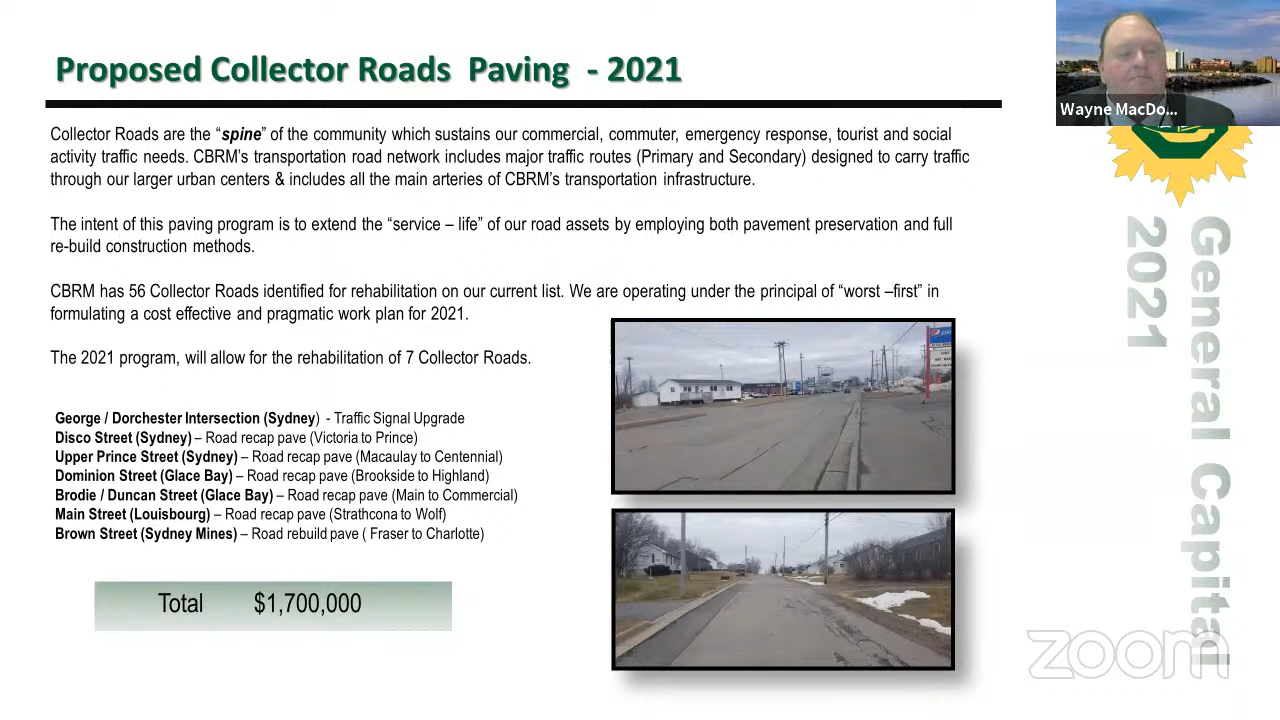 Proposed Collector Roads Paving - 2021
Wayne MacDo...
Collector Roads are the “spine” of the community which sustains our commercial, commuter, emergency response, tourist and social
activity traffic needs. CBRM’s transportation road network includes major traffic routes (Primary and Secondary) designed to carry traffic
through our larger urban centers & includes all the main arteries of CBRM’s transportation infrastructure.
The intent of this paving program is to extend the “service – life” of our road assets by employing both pavement preservation and full
re-build construction methods.
CBRM has 56 Collector Roads identified for rehabilitation on our current list. We are operating under the principal of “worst –first” in
formulating a cost effective and pragmatic work plan for 2021.
The 2021 program, will allow for the rehabilitation of 7 Collector Roads.
George / Dorchester Intersection (Sydney) - Traffic Signal Upgrade
Disco Street (Sydney) – Road recap pave (Victoria to Prince)
Upper Prince Street (Sydney) – Road recap pave (Macaulay to Centennial)
Dominion Street (Glace Bay) – Road recap pave (Brookside to Highland)
Brodie / Duncan Street (Glace Bay) – Road recap pave (Main to Commercial)
Main Street (Louisbourg) – Road recap pave (Strathcona to Wolf)
Brown Street (Sydney Mines) – Road rebuild pave ( Fraser to Charlotte)
Total $1,700,000
General Capital
2021
zoom